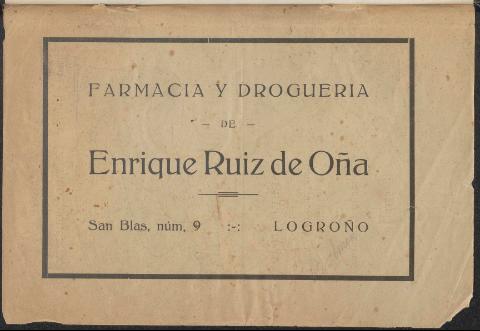 FARMACIA Y DROGUERIA
– DE –
Enrique Ruiz de Oña
San Blas, núm. 9 :-: LOGROÑO